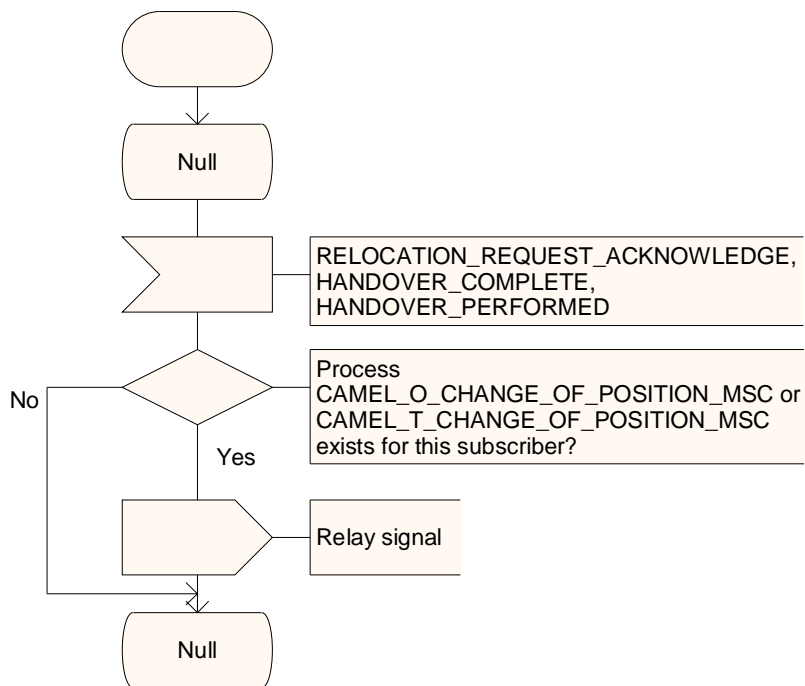 Null
RELOCATION_REQUEST_ACKNOWLEDGE,
HANDOVER_COMPLETE,
HANDOVER_PERFORMED
Process
CAMEL_O_CHANGE_OF_POSITION_MSC or
CAMEL_T_CHANGE_OF_POSITION_MSC
exists for this subscriber?
No
Yes
Relay signal
Null